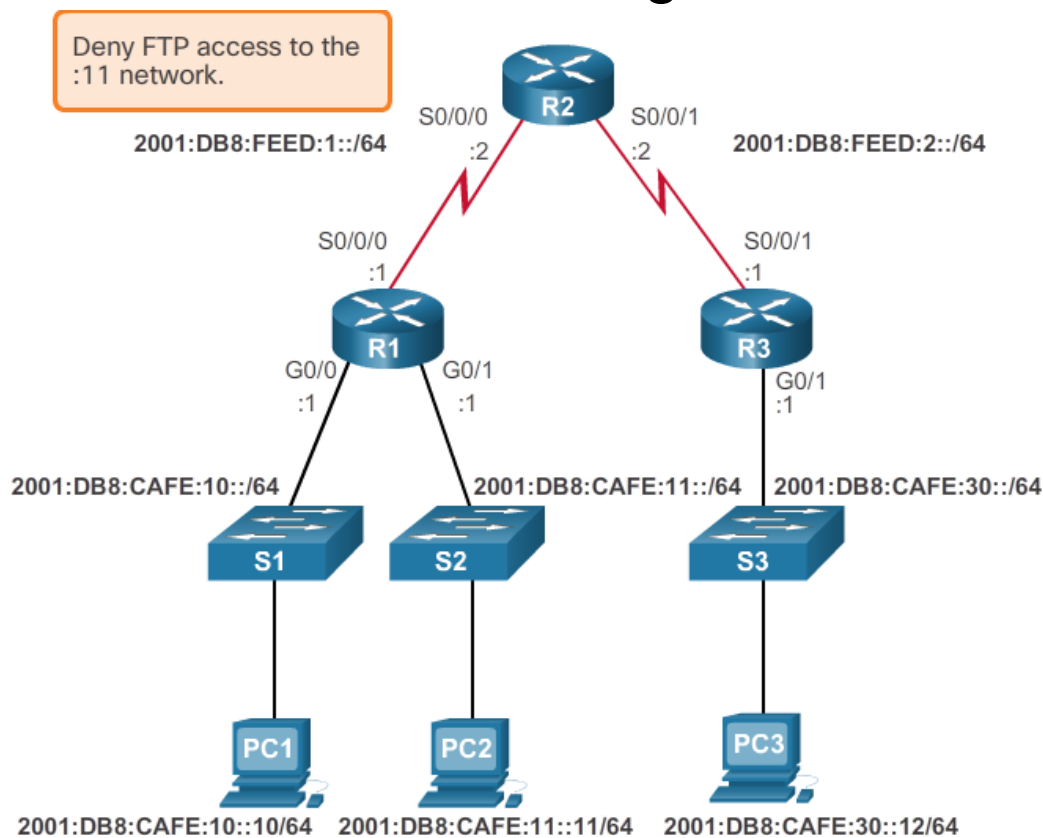 g
Deny FTP access to the
:11 network.
R2
S0/0/0
S0/0/1
2001:DB8:FEED:1::/64
:2
:2
2001:DB8:FEED:2::/64
S0/0/0
:1
S0/0/1
:1
R1
R3
G0/0
:1
G0/1
:1
G0/1
:1
2001:DB8:CAFE:10::/64
2001:DB8:CAFE:11::/64
2001:DB8:CAFE:30::/64
S1
S2
S3
PC1
PC2
PC3
2001:DB8:CAFE:10::10/64
2001:DB8:CAFE:11::11/64
2001:DB8:CAFE:30::12/64